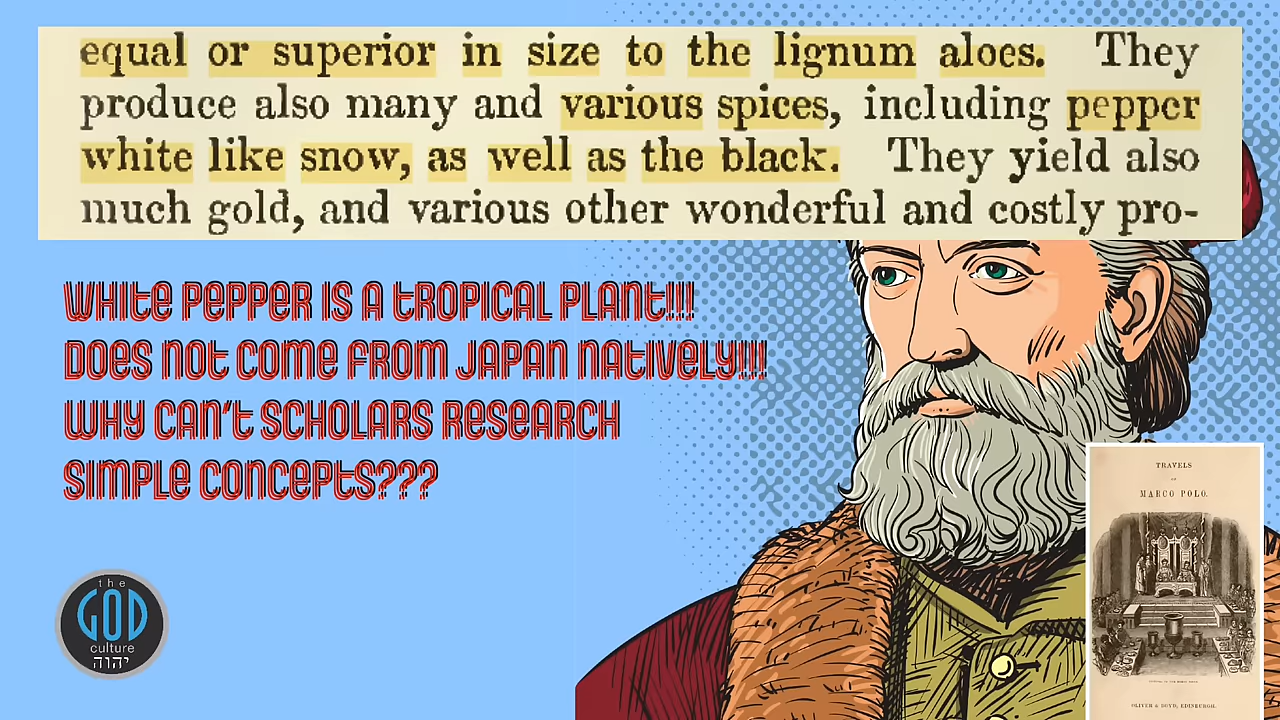 equal or superior in size to the lignum aloes. They
produce also many and various spices, including pepper
white like snow, as well as the black. They yield also
much gold, and various other wonderful and costly pro-
WHITE PEPPER IS A TROPICAL PLANT!!!
DOES NOT COME FROM JAPAN NATIVELY!!!
WHY CAN'T SCHOLARS RESEARCH
SIMPLE CONCEPTS???
the
GOD
culture
יהוה
TRAVELS
OF
MARCO POLO.
OLIVER & BOYD, EDINBURGH.